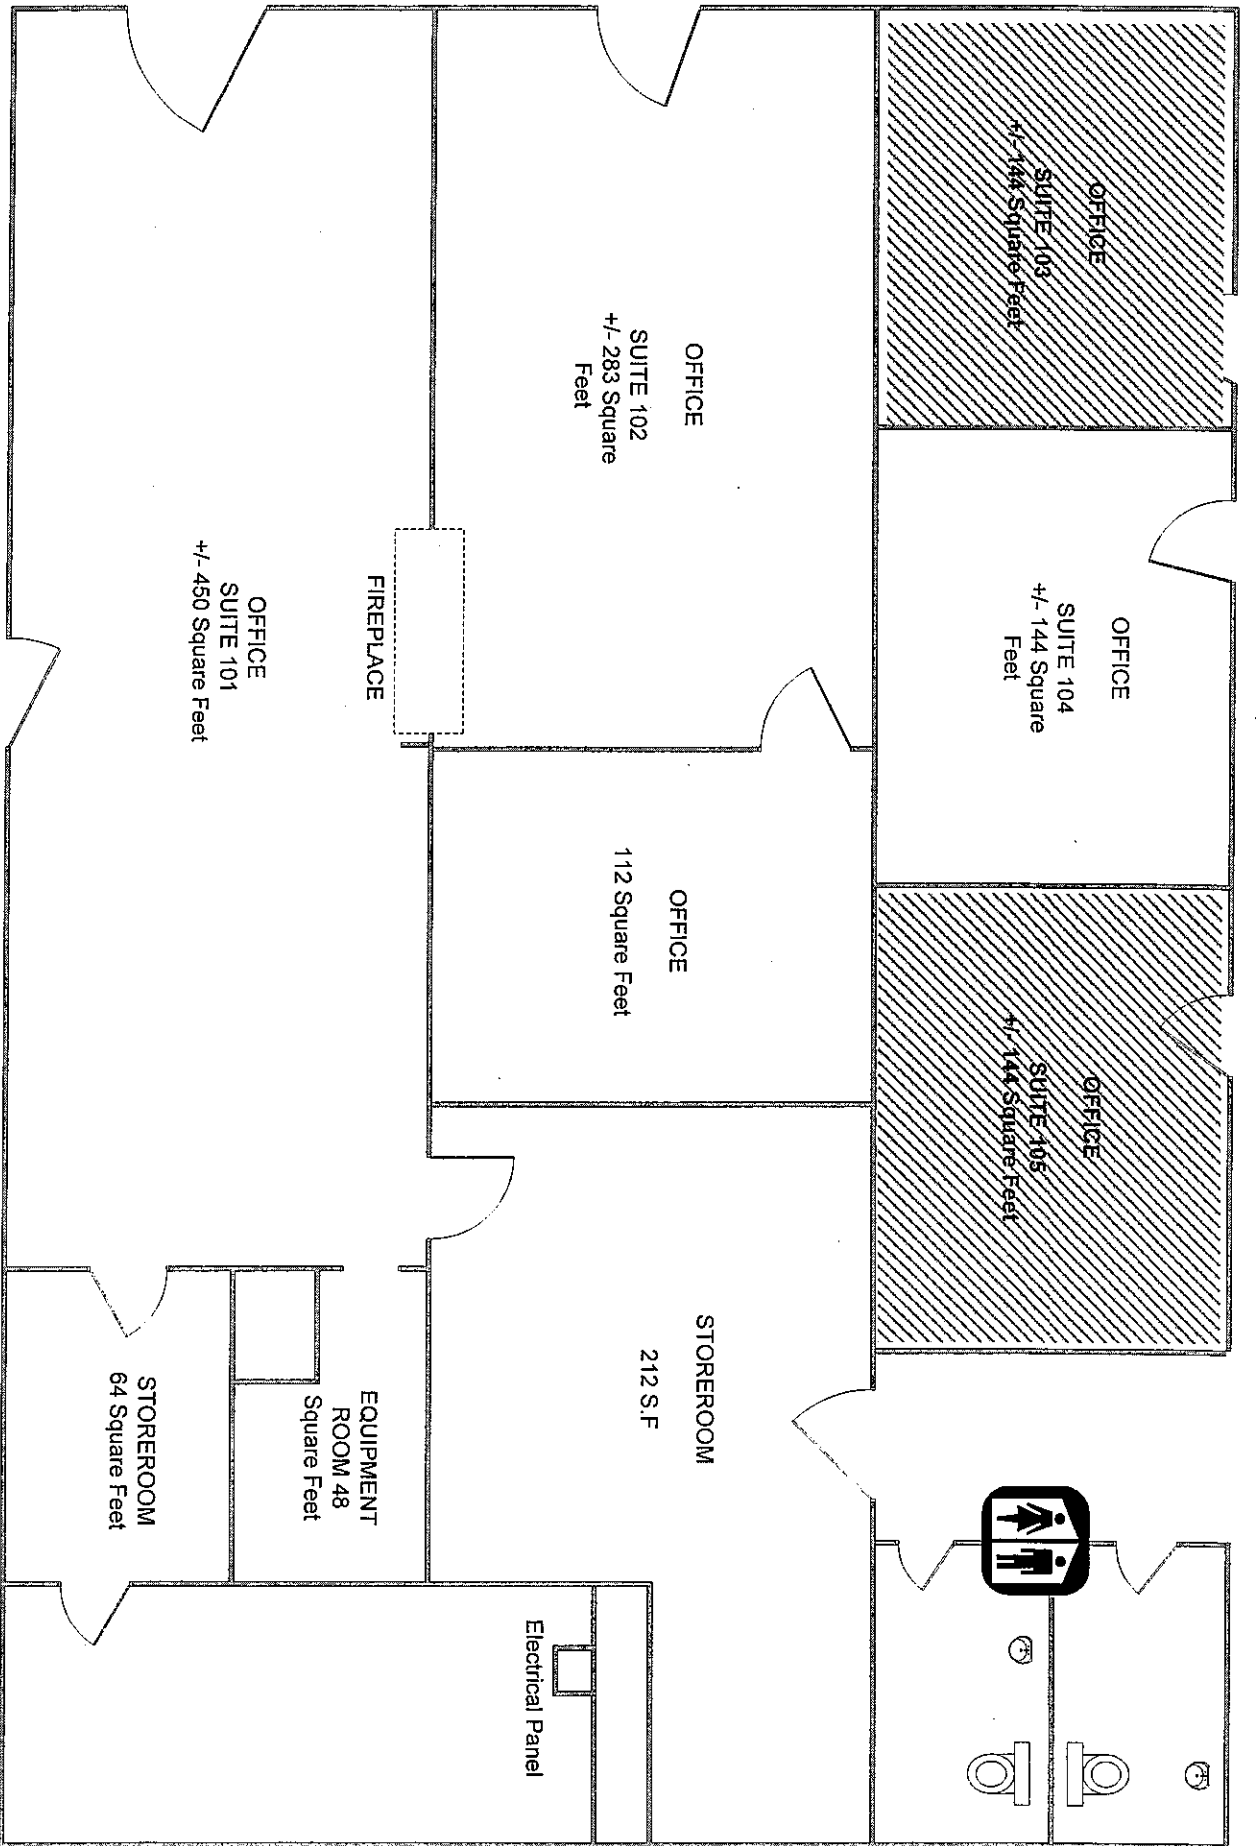 OFFICE
SUITE 103
+/- 144 Square Feet
OFFICE
SUITE 104
+/- 144 Square
Feet
OFFICE
SUITE 105
+/- 144 Square Feet
OFFICE
SUITE 102
+/- 283 Square
Feet
OFFICE
112 Square Feet
STOREROOM
212 S.F
FIREPLACE
OFFICE
SUITE 101
+/- 450 Square Feet
EQUIPMENT
ROOM 48
Square Feet
STOREROOM
64 Square Feet
Electrical Panel